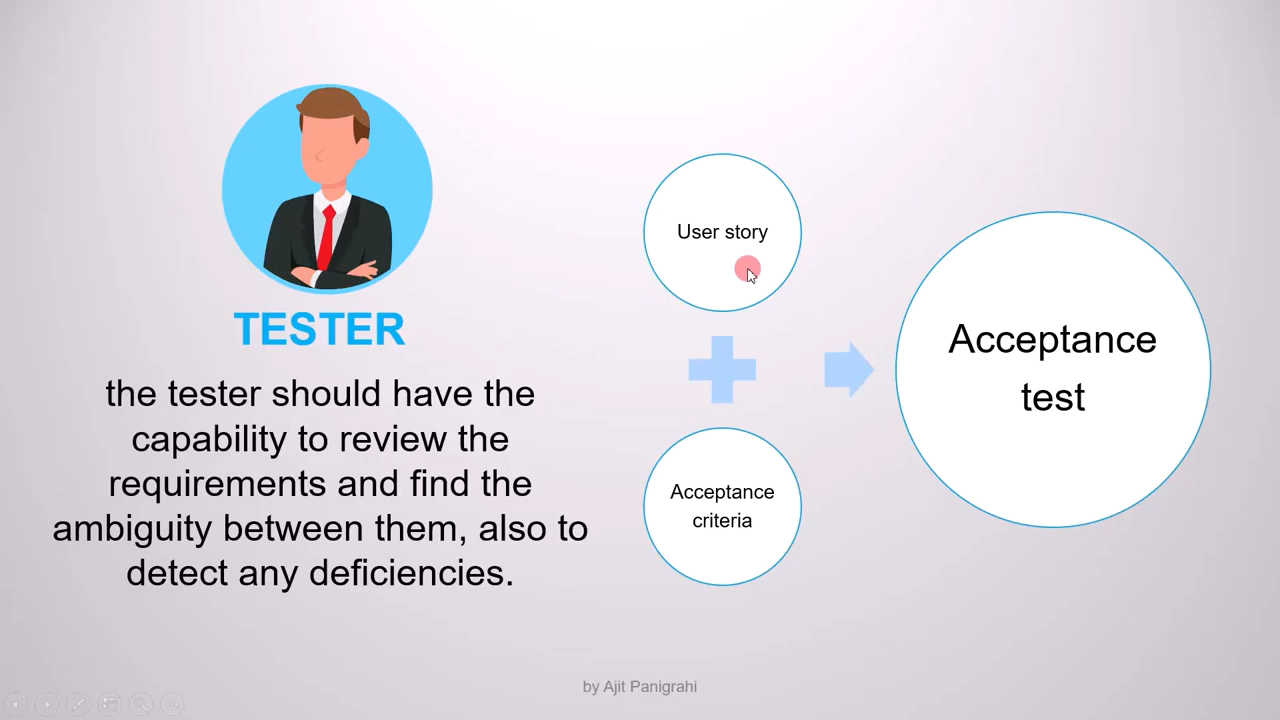 TESTER
the tester should have the
capability to review the
requirements and find the
ambiguity between them, also to
detect any deficiencies.
User story
Acceptance
criteria
Acceptance
test
by Ajit Panigrahi